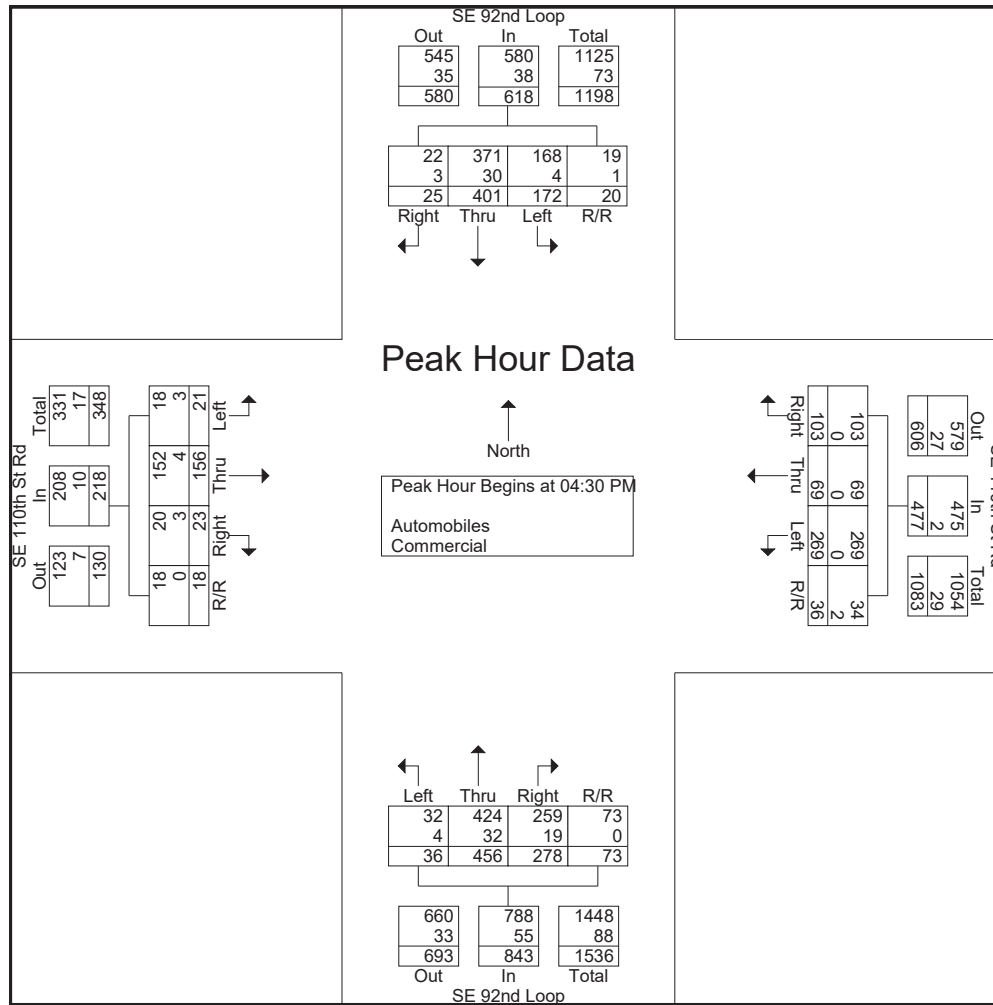 SE 92nd Loop
Out In Total
545 580 1125
35 38 73
580 618 1198
22 371 168 19
3 30 4 1
25 401 172 20
Right Thru Left R/R
Peak Hour Data
North
Peak Hour Begins at 04:30 PM
Automobiles
Commercial
SE 110th St Rd
Total In Out
331 208 123
17 10 7
348 218 130
18 152 20 18
3 4 3 0
21 156 23 18
Left Thru Right R/R
Right Thru Left R/R
103 69 269 34
0 0 0 2
103 69 269 36
Out In Total
579 475 1054
27 2 29
606 477 1083
Left Thru Right R/R
32 424 259 73
4 32 19 0
36 456 278 73
660 788 1448
33 55 88
693 843 1536
Out In Total
SE 92nd Loop